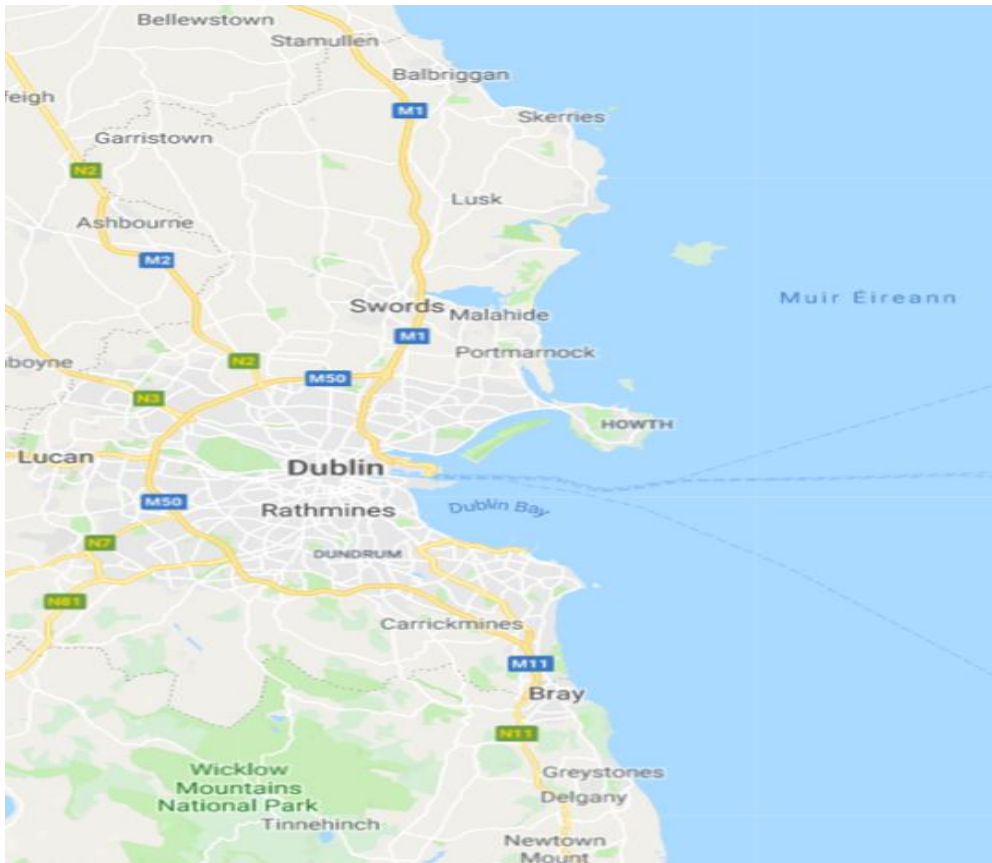 Bellewstown
Stamullen
Balbriggan
feigh
M1
Skerries
Garristown
N2
Lusk
Ashbourne
M2
Muir Éireann
Swords
Malahide
M1
Portmarnock
boyne
N2
M50
N3
HOWTH
Lucan
Dublin
M50
Rathmines
Dublin Bay
N7
DUNDRUM
N81
Carrickmines
M11
Bray
N11
Wicklow
Mountains
National Park
Greystones
Delgany
Tinnehinch
Newtown
Mount